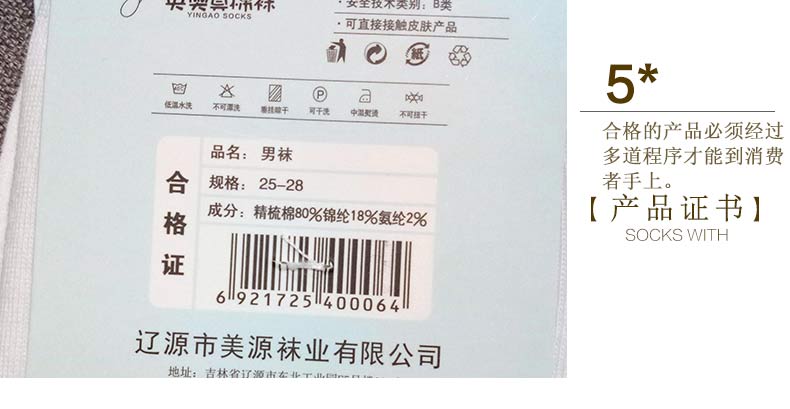 YINGAO SOCKS
· 安全技术类别：B类
· 可直接接触皮肤产品
紙
P
低温水洗 不可漂洗 垂挂晾干 可干洗 中温熨烫 不可拧干
合格证
品名：男袜
规格：25-28
成分：精梳棉80%锦纶18%氨纶2%
6 921725 400064
辽源市美源袜业有限公司
地址：吉林省辽源市东北工业园
5*
合格的产品必须经过
多道程序才能到消费
者手上。
【产品证书】
SOCKS WITH